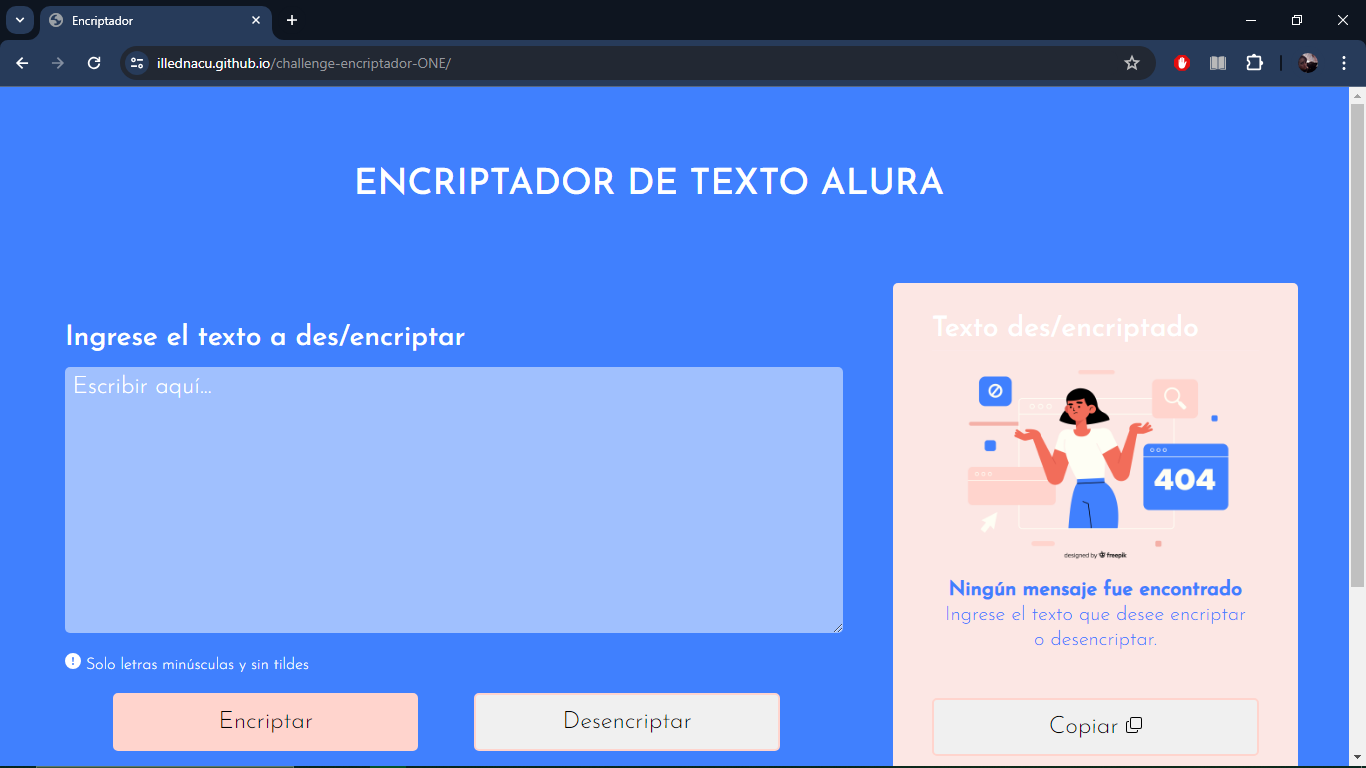 Encriptador
illednacu.github.io/challenge-encriptador-ONE/
ENCRIPTADOR DE TEXTO ALURA
Ingrese el texto a des/encriptar
Escribir aquí...
Solo letras minúsculas y sin tildes
Encriptar
Desencriptar
Texto des/encriptado
404
designed by freepik
Ningún mensaje fue encontrado
Ingrese el texto que desee encriptar
o desencriptar.
Copiar